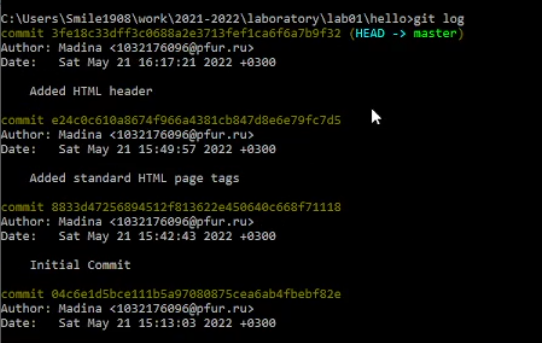 C:\Users\Smile1908\work\2021-2022\laboratory\lab01\hello>git log
commit 3fe18c33dff3c0688a2e3713fef1ca6f6a7b9f32 (HEAD -> master)
Author: Madina <1032176096@pfur.ru>
Date:   Sat May 21 16:17:21 2022 +0300
Added HTML header
commit e24c0c610a8674f966a4381cb847d8e6e79fc7d5
Author: Madina <1032176096@pfur.ru>
Date:   Sat May 21 15:49:57 2022 +0300
Added standard HTML page tags
commit 8833d47256894512f813622e450640c668f71118
Author: Madina <1032176096@pfur.ru>
Date:   Sat May 21 15:42:43 2022 +0300
Initial Commit
commit 04c6e1d5bce111b5a97080875cea6ab4fbebf82e
Author: Madina <1032176096@pfur.ru>
Date:   Sat May 21 15:13:03 2022 +0300